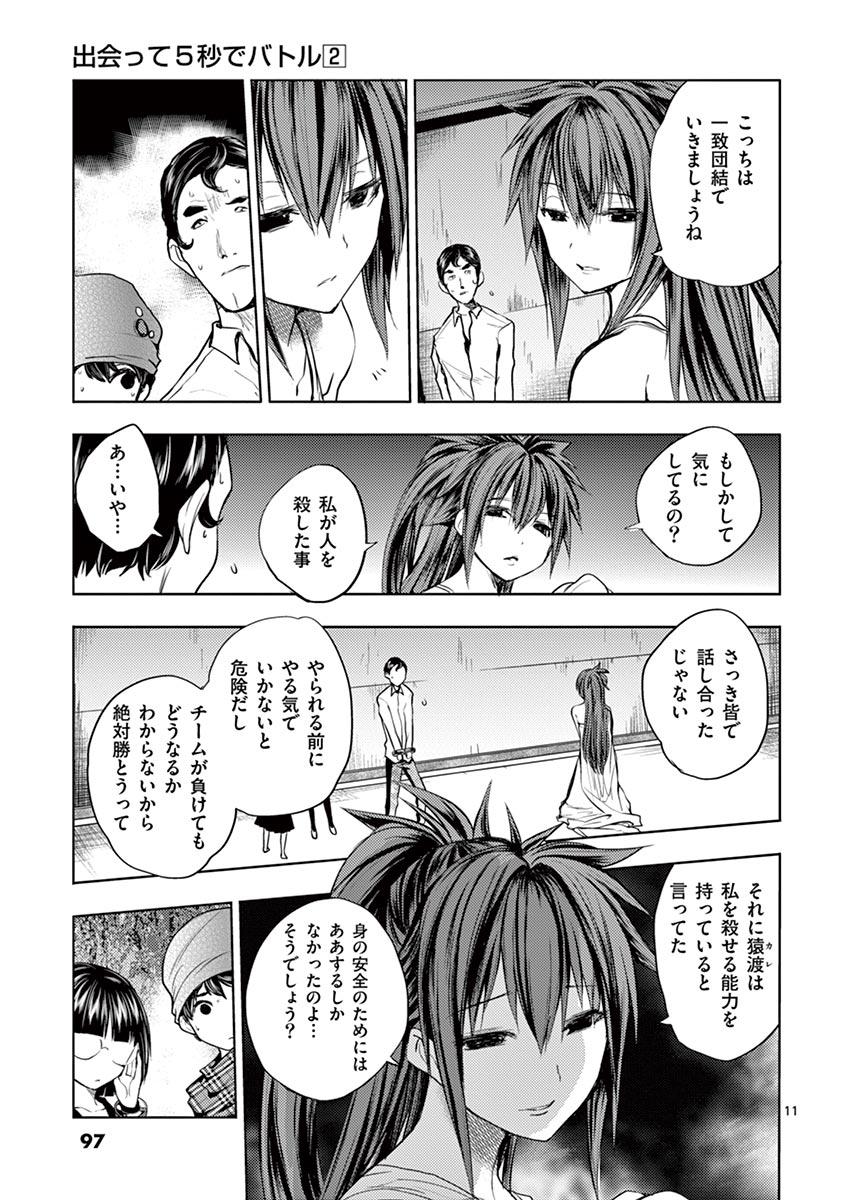 出会って5秒でバトル2
こっちは
一致団結で
いきましょうね
もしかして
気に
してるの？
私が人を
殺した事
あ…いや…
さっき皆で
話し合った
じゃない
やられる前に
やる気で
いかないと
危険だし
チームが負けても
どうなるか
わからないから
絶対勝とうって
それに猿渡は
カレ
私を殺せる能力を
持っていると
言ってた
身の安全のためには
ああするしか
なかったのよ…
そうでしょう？
11
97